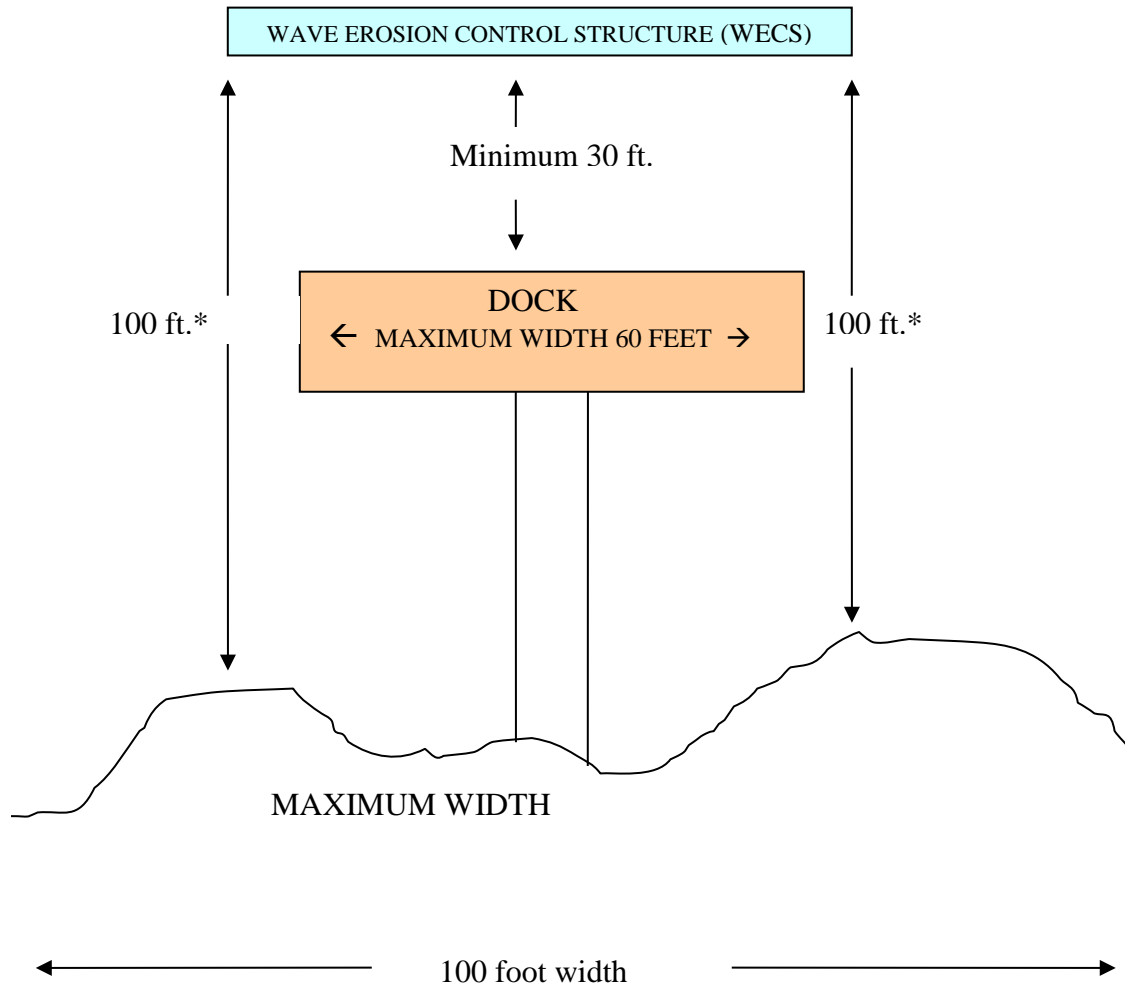 WAVE EROSION CONTROL STRUCTURE (WECS)
Minimum 30 ft.
DOCK
100 ft.*
← MAXIMUM WIDTH 60 FEET →
100 ft.*
MAXIMUM WIDTH
100 foot width